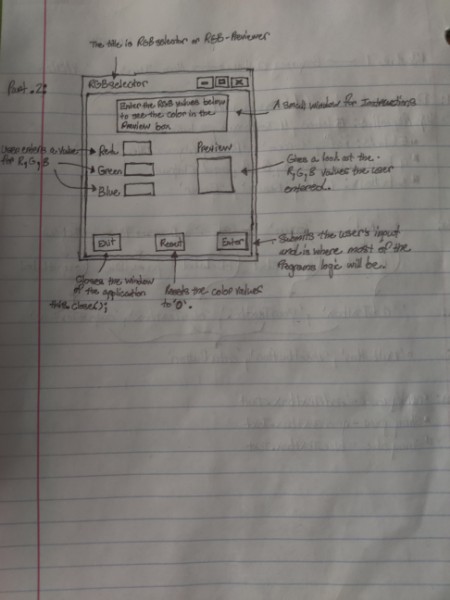 The title is RGBselector or RGB-Previewer
Part. 2:
RGBselector
Enter the RGB values below
to see the color in the
Preview box
A small window for Instructions
User enters a value
for R,G,B
Red
Green
Blue
Preview
Gives a look at the
R,G,B values the user
entered.
Exit
Reset
Enter
Submits the user's input
and is where most of the
Programs logic will be.
Closes the window
of the application
this.close();
Resets the color values
to "0".